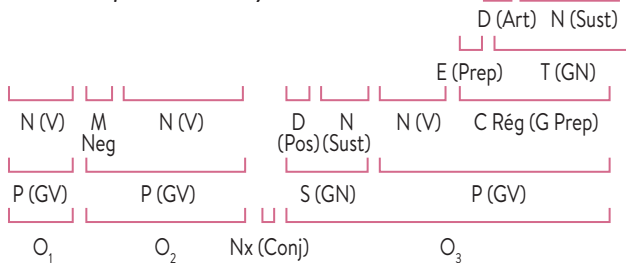 D (Art) N (Sust)
E (Prep) T (GN)
N (V) M Neg N (V) D (Pos) N (Sust) N (V) C Rég (G Prep)
P (GV) P (GV) S (GN) P (GV)
O1 O2 Nx (Conj) O3